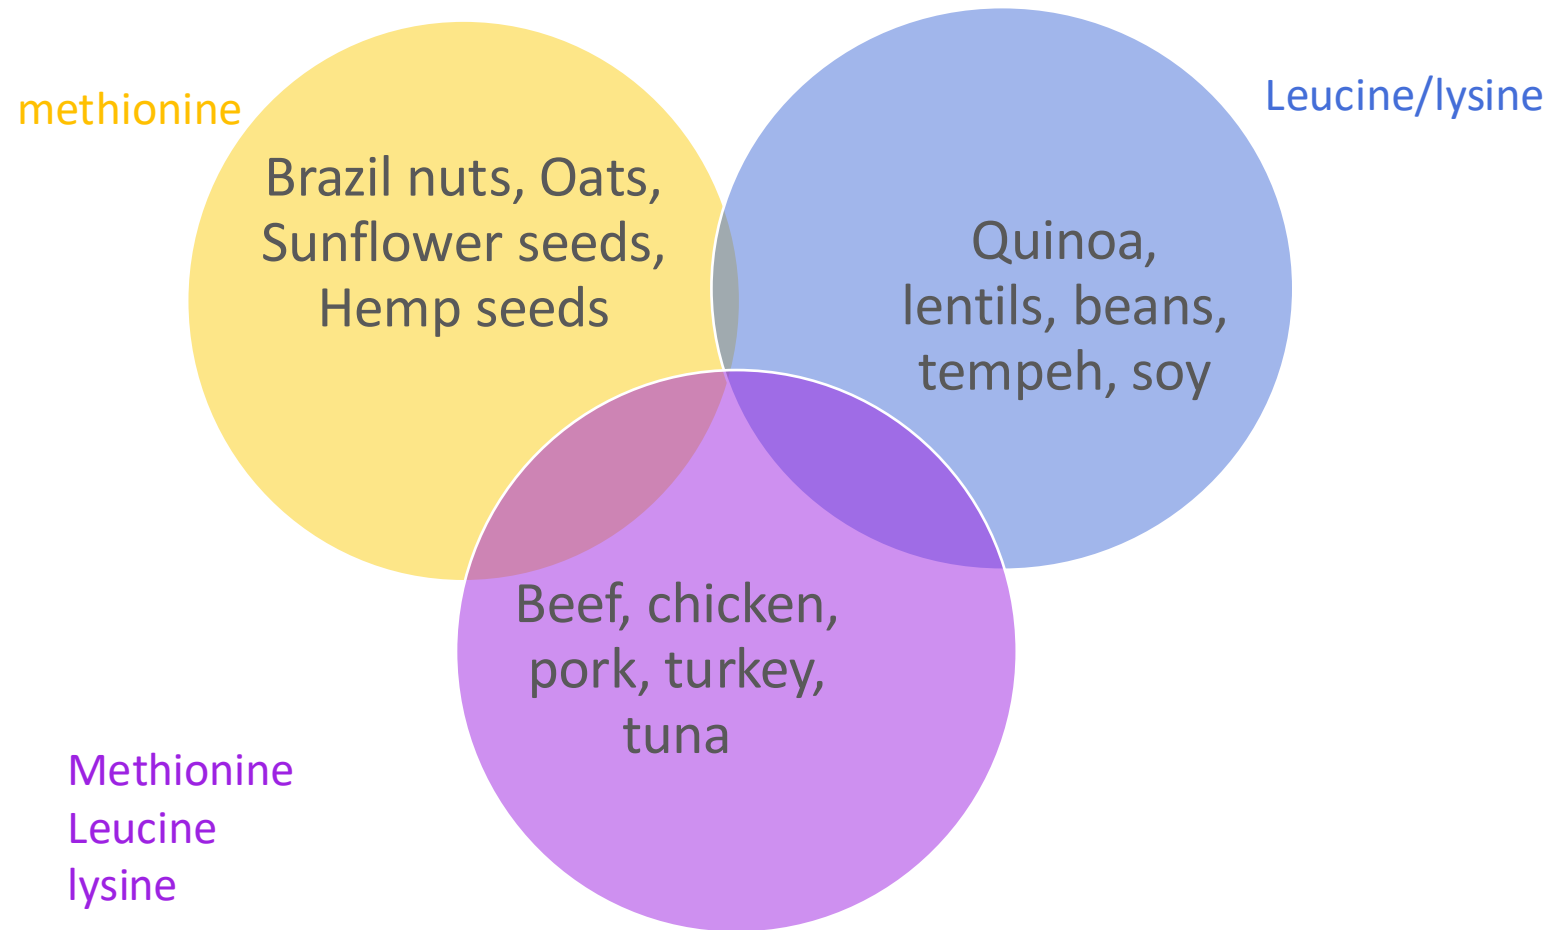 methionine
Brazil nuts, Oats,
Sunflower seeds,
Hemp seeds
Leucine/lysine
Quinoa,
lentils, beans,
tempeh, soy
Beef, chicken,
pork, turkey,
tuna
Methionine
Leucine
lysine